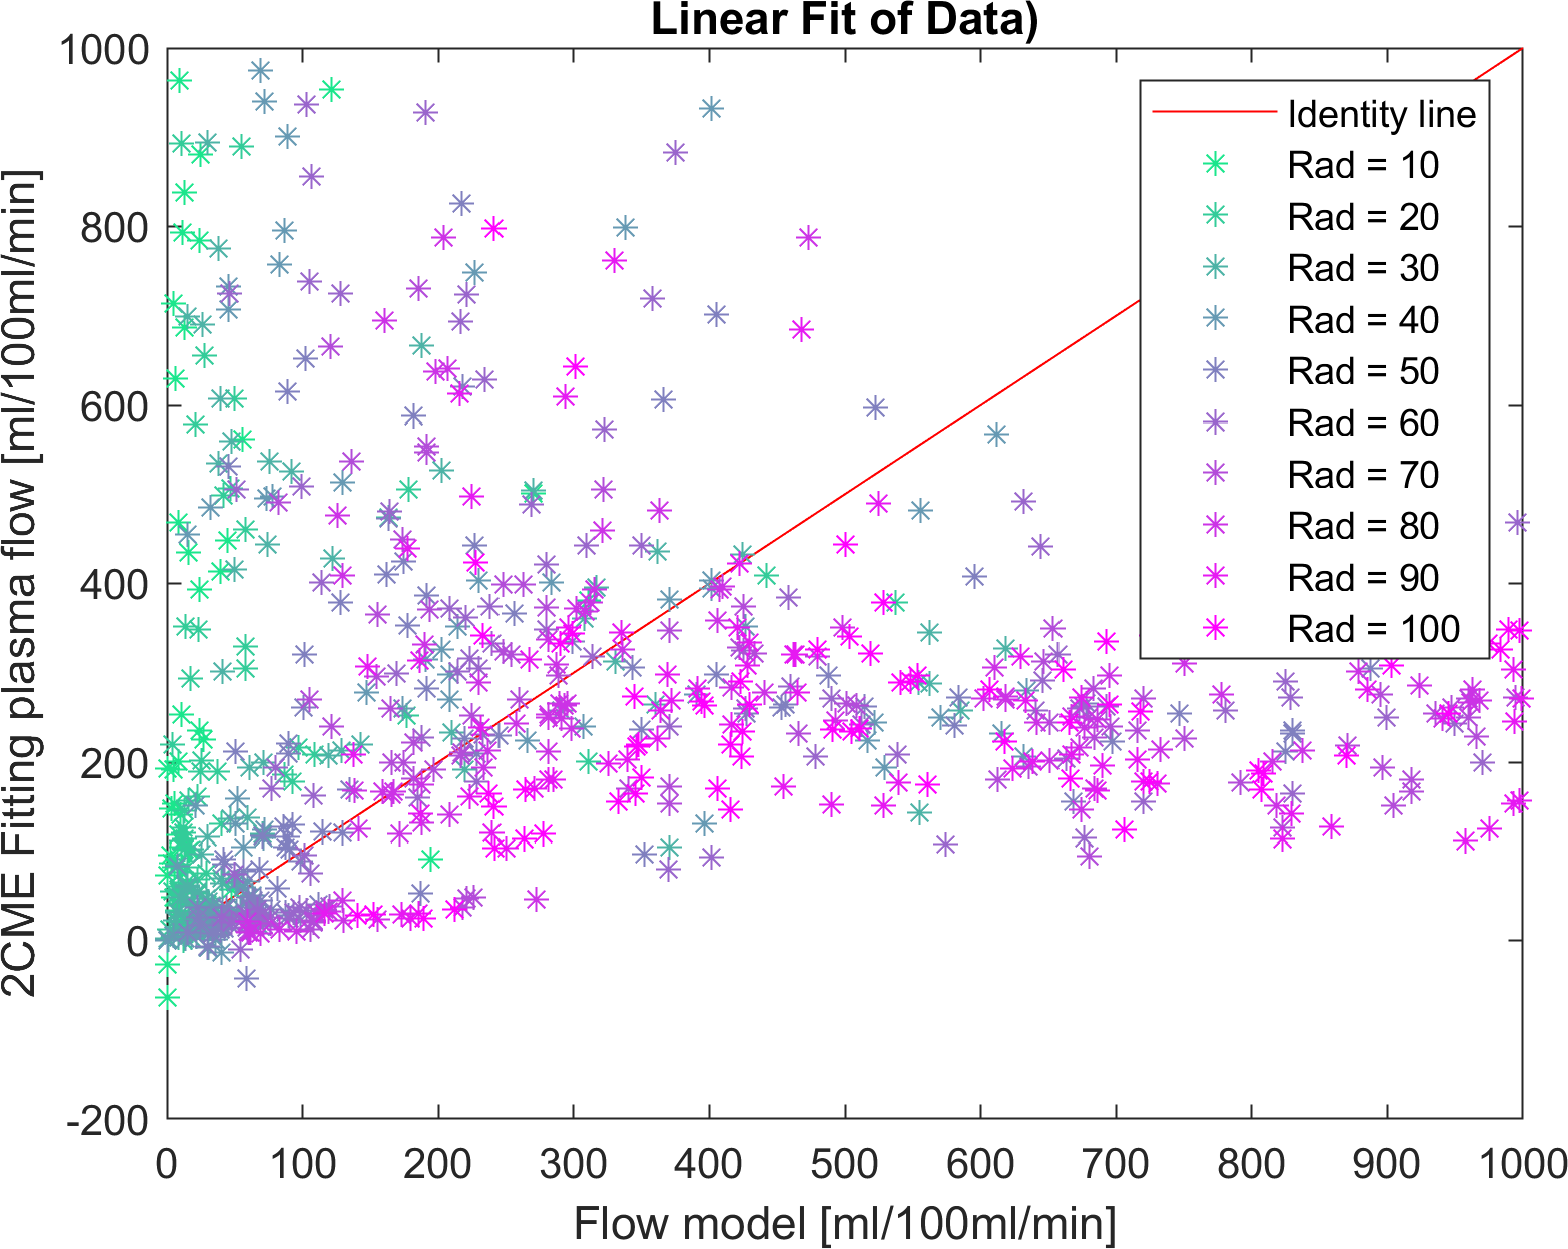 Linear Fit of Data)
1000
800
600
400
200
0
-200
2CME Fitting plasma flow [ml/100ml/min]
Identity line
Rad = 10
Rad = 20
Rad = 30
Rad = 40
Rad = 50
Rad = 60
Rad = 70
Rad = 80
Rad = 90
Rad = 100
0 100 200 300 400 500 600 700 800 900 1000
Flow model [ml/100ml/min]